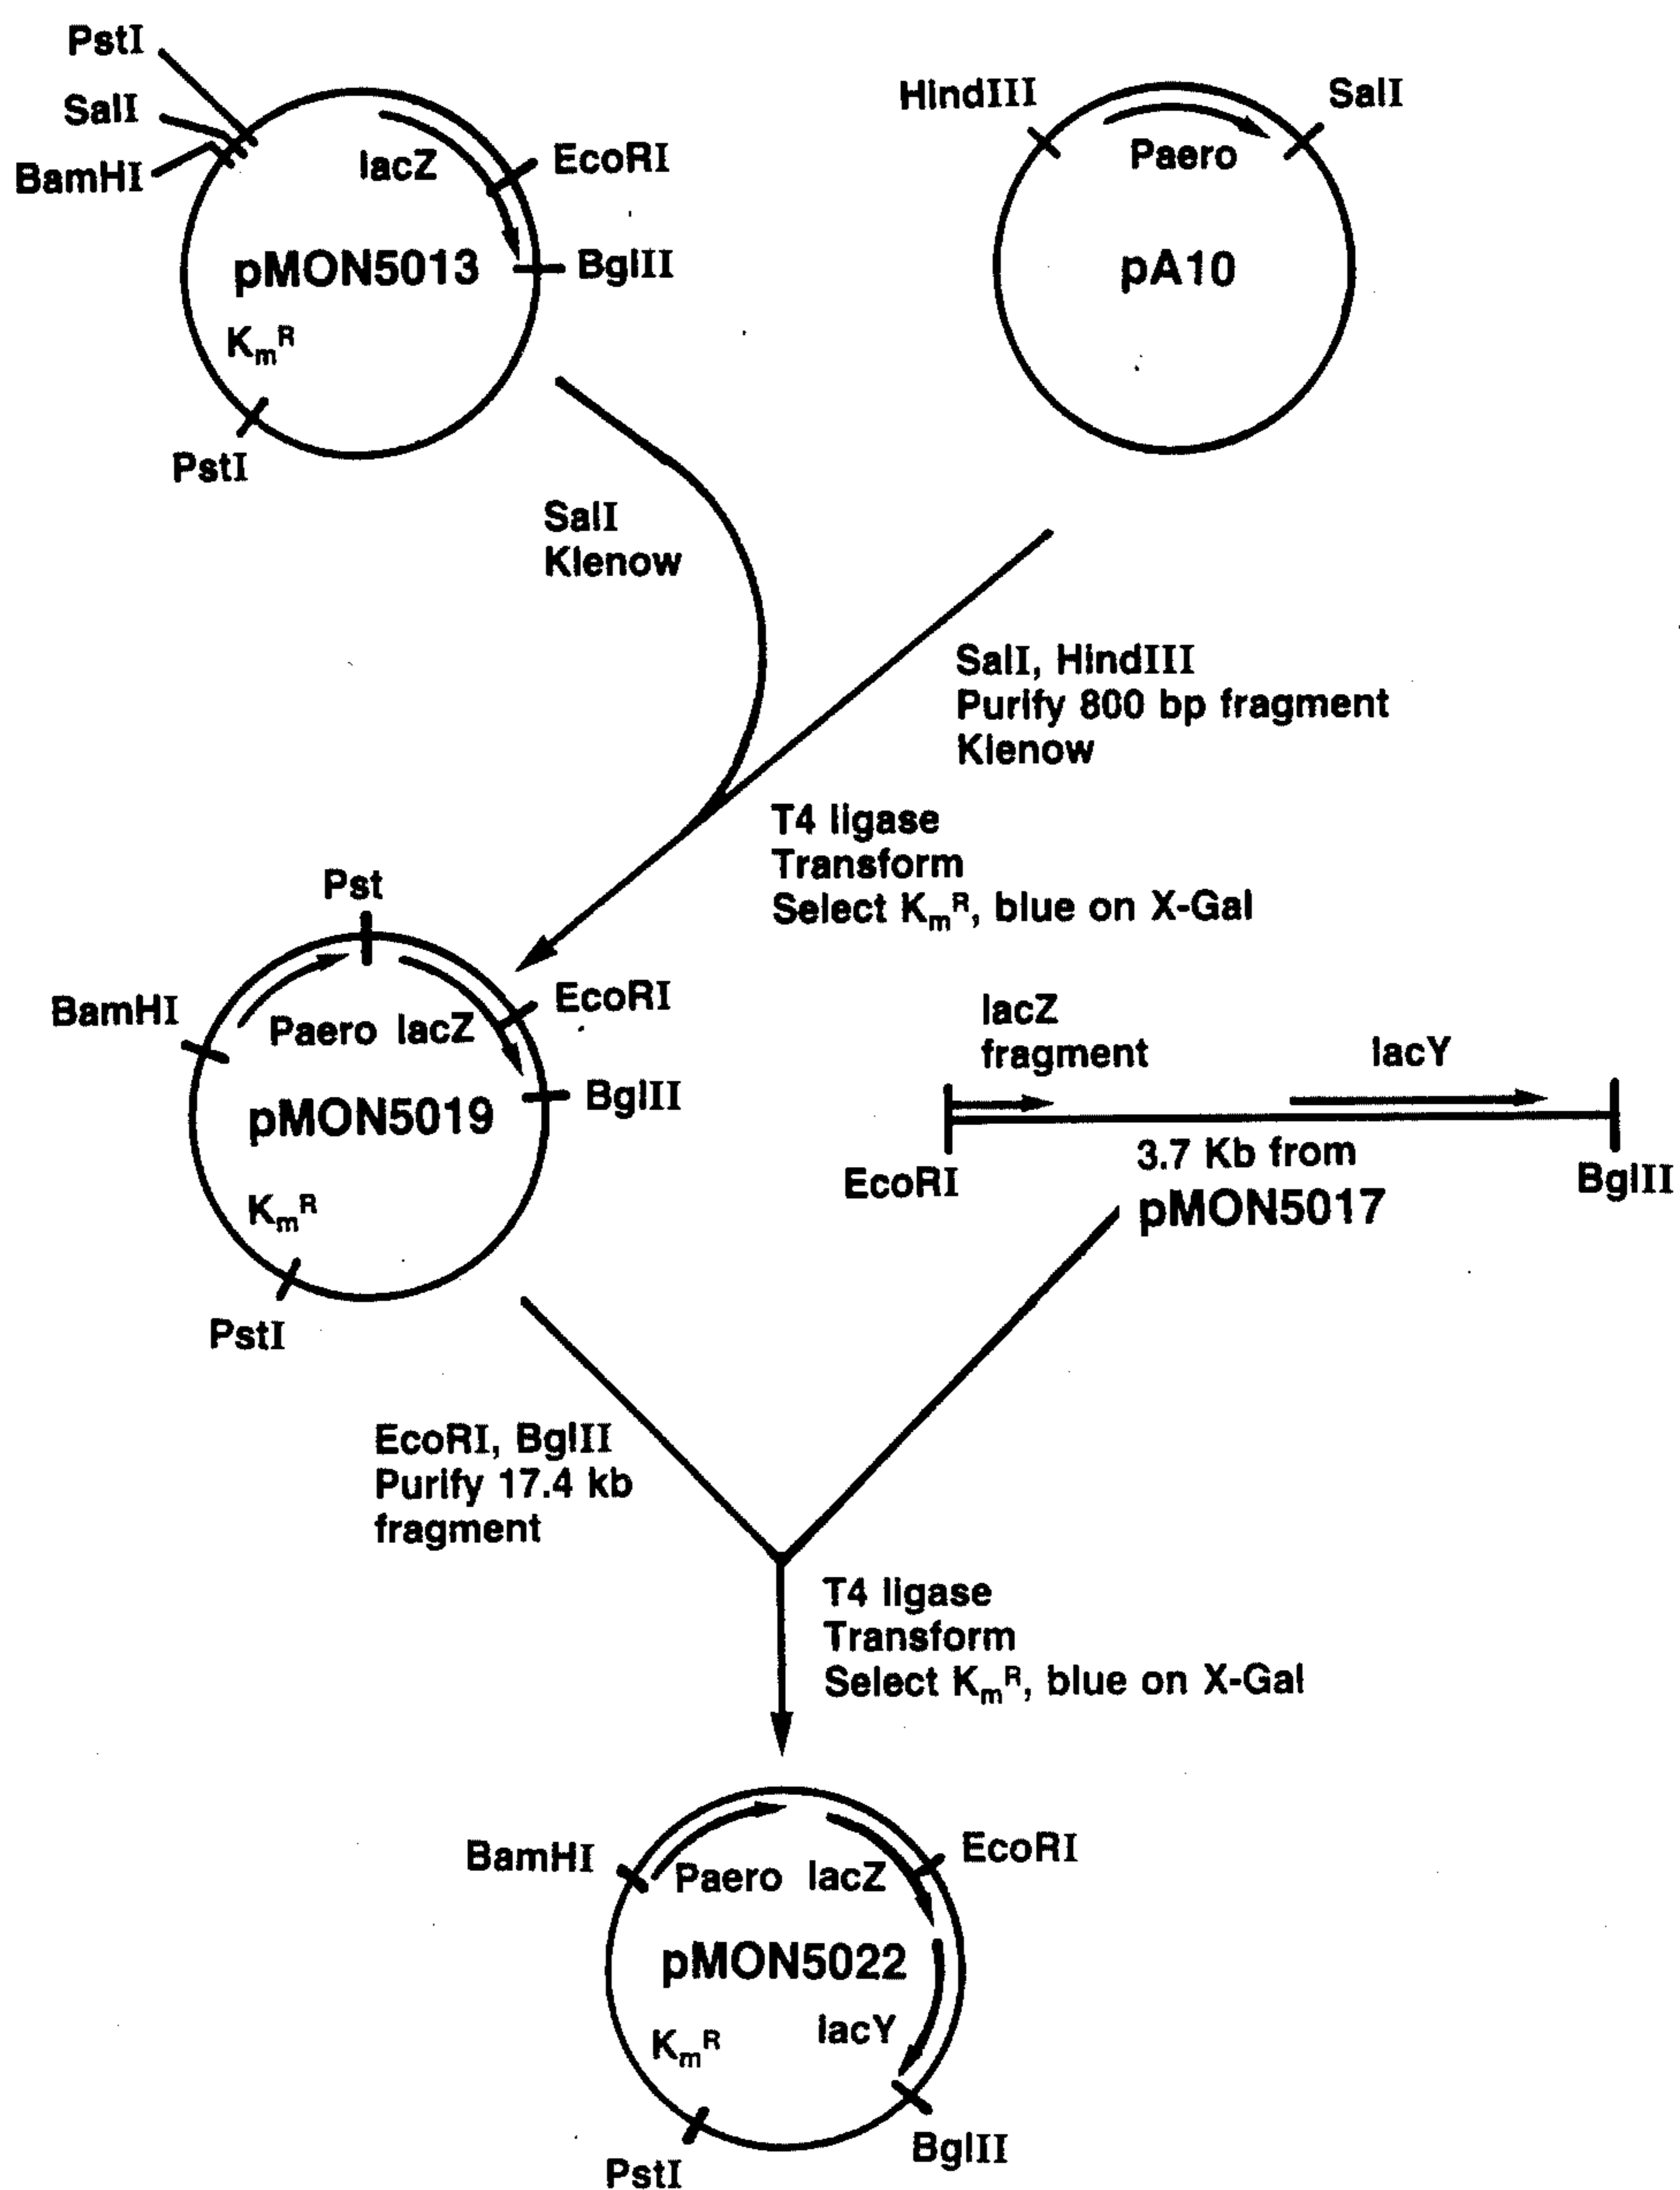 PstI
SalI
BamHI
lacZ
EcoRI
pMON5013
BglII
KmR
PstI
HindIII
SalI
Paero
pA10
SalI
Klenow
SalI, HindIII
Purify 800 bp fragment
Klenow
T4 ligase
Transform
Select KmR, blue on X-Gal
Pst
BamHI
EcoRI
Paero lacZ
pMON5019
BglII
KmR
PstI
lacZ
fragment
lacY
EcoRI
3.7 Kb from
pMON5017
BglII
EcoRI, BglII
Purify 17.4 kb
fragment
T4 ligase
Transform
Select KmR, blue on X-Gal
BamHI
EcoRI
Paero lacZ
pMON5022
lacY
KmR
BglII
PstI